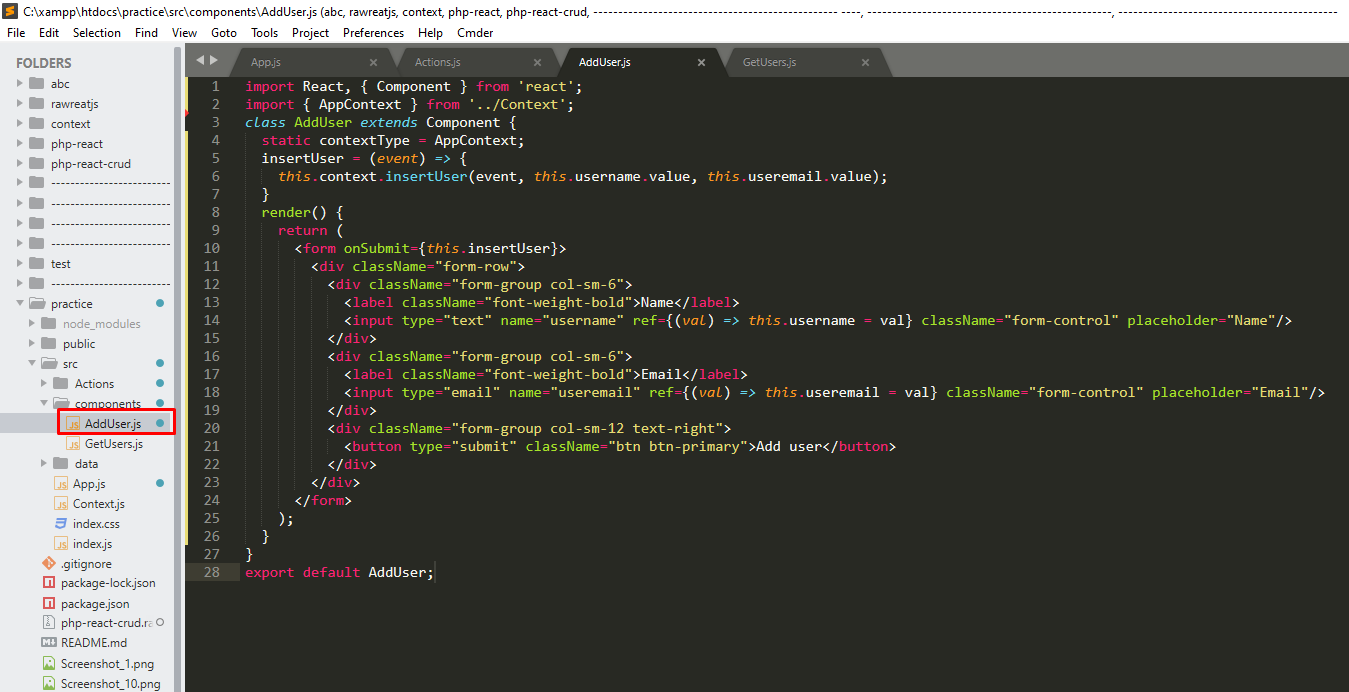 C:\xampp\htdocs\practice\src\components\AddUser.js (abc, rawreatjs, context, php-react, php-react-crud, --------------------------------------------- ----, ---------------------------------------------, ---------------------------------------------
File Edit Selection Find View Goto Tools Project Preferences Help Cmder
FOLDERS
abc
rawreatjs
context
php-react
php-react-crud
------------------------
------------------------
------------------------
------------------------
test
------------------------
practice
node_modules
public
src
Actions
components
JS AddUser.js
JS GetUsers.js
data
JS App.js
JS Context.js
index.css
JS index.js
.gitignore
package-lock.json
package.json
php-react-crud.ra
README.md
Screenshot_1.png
Screenshot_10.png
App.js × Actions.js × AddUser.js × GetUsers.js ×
1 import React, { Component } from 'react';
2 import { AppContext } from '../Context';
3 class AddUser extends Component {
4   static contextType = AppContext;
5   insertUser = (event) => {
6     this.context.insertUser(event, this.username.value, this.useremail.value);
7   }
8   render() {
9     return (
10       <form onSubmit={this.insertUser}>
11         <div className="form-row">
12           <div className="form-group col-sm-6">
13             <label className="font-weight-bold">Name</label>
14             <input type="text" name="username" ref={(val) => this.username = val} className="form-control" placeholder="Name"/>
15           </div>
16           <div className="form-group col-sm-6">
17             <label className="font-weight-bold">Email</label>
18             <input type="email" name="useremail" ref={(val) => this.useremail = val} className="form-control" placeholder="Email"/>
19           </div>
20           <div className="form-group col-sm-12 text-right">
21             <button type="submit" className="btn btn-primary">Add user</button>
22           </div>
23         </div>
24       </form>
25     );
26   }
27 }
28 export default AddUser;